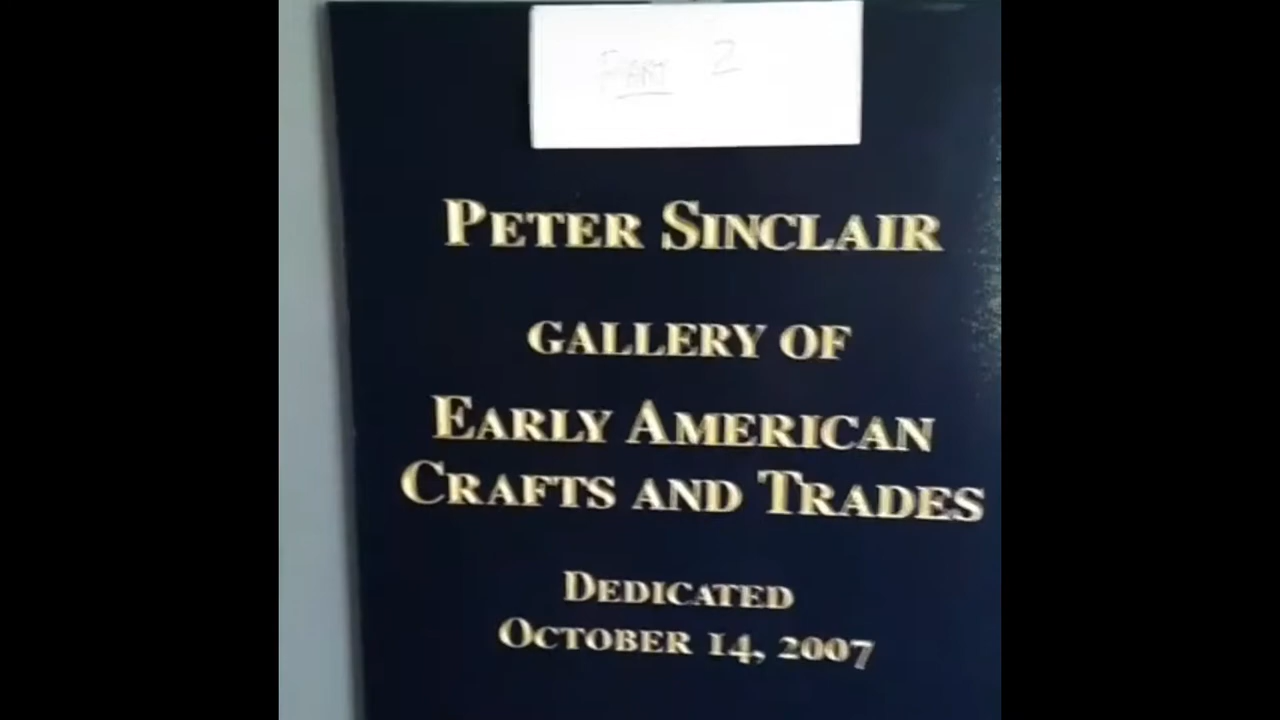 PART 2
PETER SINCLAIR
GALLERY OF
EARLY AMERICAN
CRAFTS AND TRADES
DEDICATED
OCTOBER 14, 2007